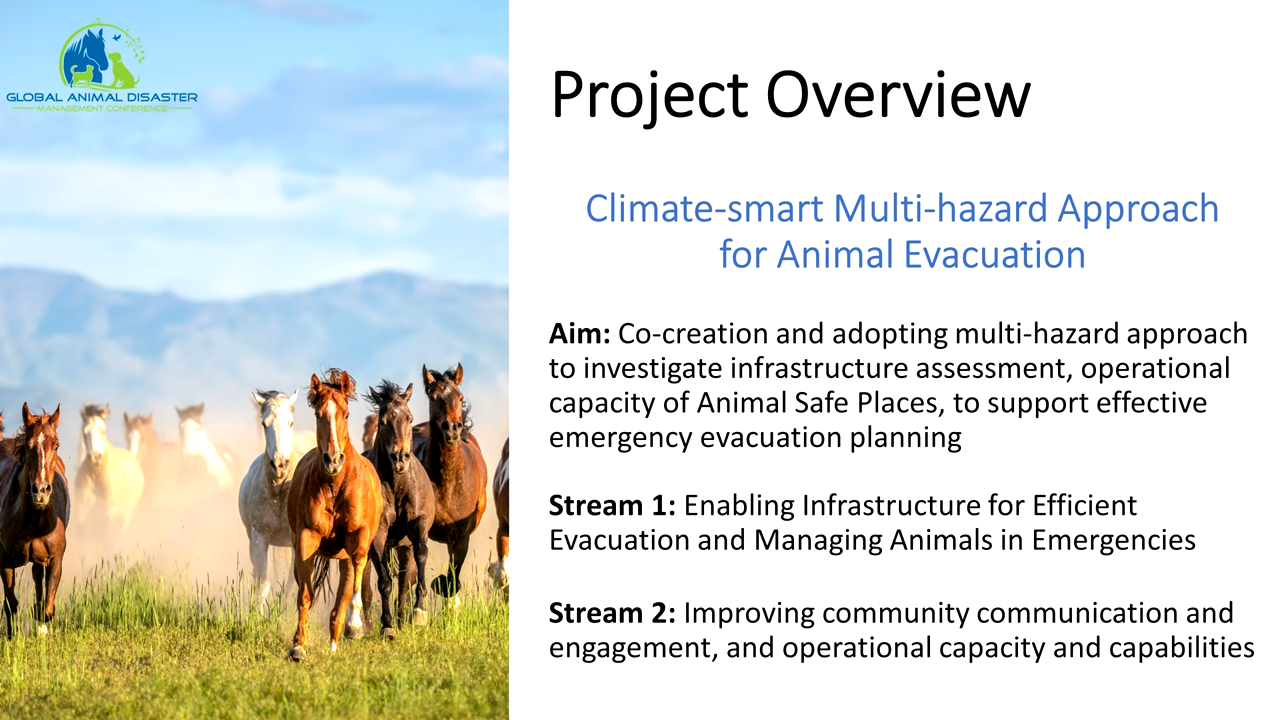 GLOBAL ANIMAL DISASTER
MANAGEMENT CONFERENCE
Project Overview
Climate-smart Multi-hazard Approach
for Animal Evacuation
Aim: Co-creation and adopting multi-hazard approach
to investigate infrastructure assessment, operational
capacity of Animal Safe Places, to support effective
emergency evacuation planning
Stream 1: Enabling Infrastructure for Efficient
Evacuation and Managing Animals in Emergencies
Stream 2: Improving community communication and
engagement, and operational capacity and capabilities